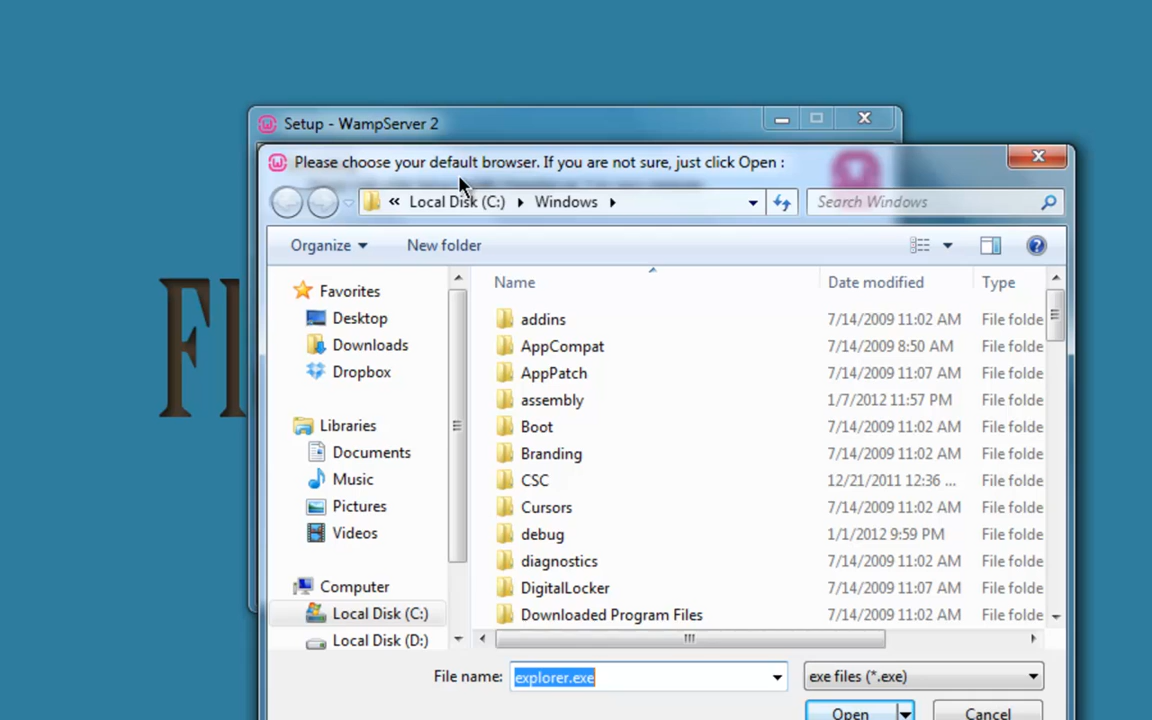 Setup - WampServer 2
Please choose your default browser. If you are not sure, just click Open :
« Local Disk (C:) Windows
Search Windows
Organize New folder
Name Date modified Type
Favorites
Desktop
Downloads
Dropbox
Libraries
Documents
Music
Pictures
Videos
Computer
Local Disk (C:)
Local Disk (D:)
addins 7/14/2009 11:02 AM File folde
AppCompat 7/14/2009 8:50 AM File folde
AppPatch 7/14/2009 11:07 AM File folde
assembly 1/7/2012 11:57 PM File folde
Boot 7/14/2009 11:02 AM File folde
Branding 7/14/2009 11:02 AM File folde
CSC 12/21/2011 12:36 ... File folde
Cursors 7/14/2009 11:02 AM File folde
debug 1/1/2012 9:59 PM File folde
diagnostics 7/14/2009 11:02 AM File folde
DigitalLocker 7/14/2009 11:07 AM File folde
Downloaded Program Files 7/14/2009 11:02 AM File folde
File name: explorer.exe exe files (*.exe)
Open Cancel